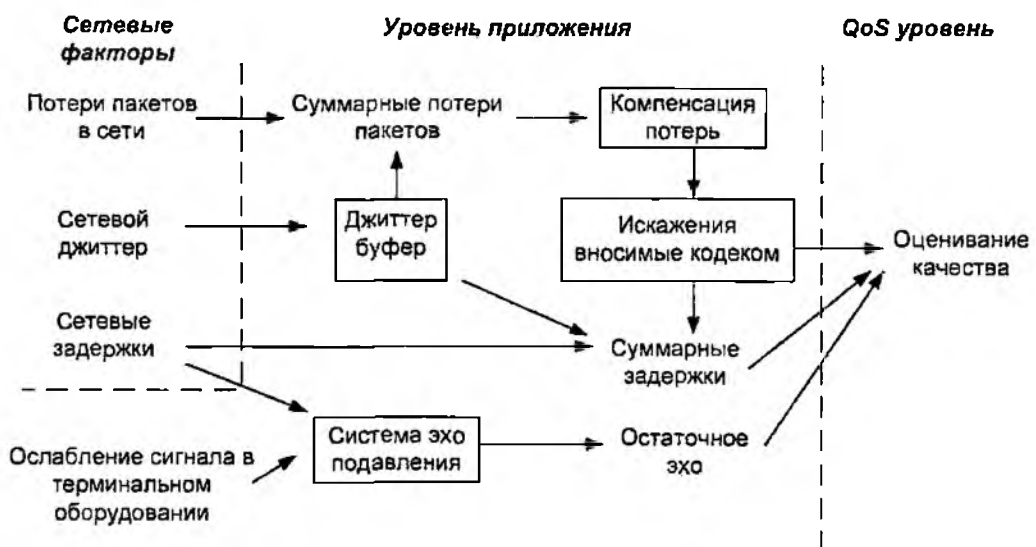 Сетевые
факторы
Уровень приложения
QoS уровень
Потери пакетов
в сети
Суммарные потери
пакетов
Компенсация
потерь
Сетевой
джиттер
Джиттер
буфер
Искажения
вносимые кодеком
Оценивание
качества
Сетевые
задержки
Суммарные
задержки
Ослабление сигнала в
терминальном
оборудовании
Система эхо
подавления
Остаточное
эхо